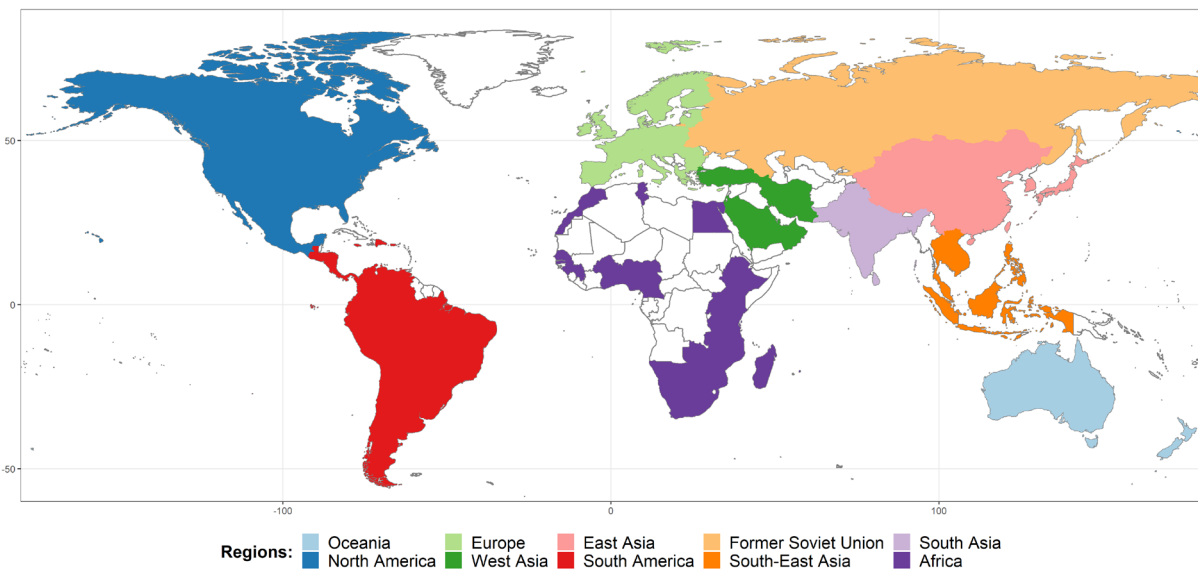 50
0
-50
-100
0
100
Regions:
Oceania
Europe
East Asia
Former Soviet Union
South Asia
North America
West Asia
South America
South-East Asia
Africa